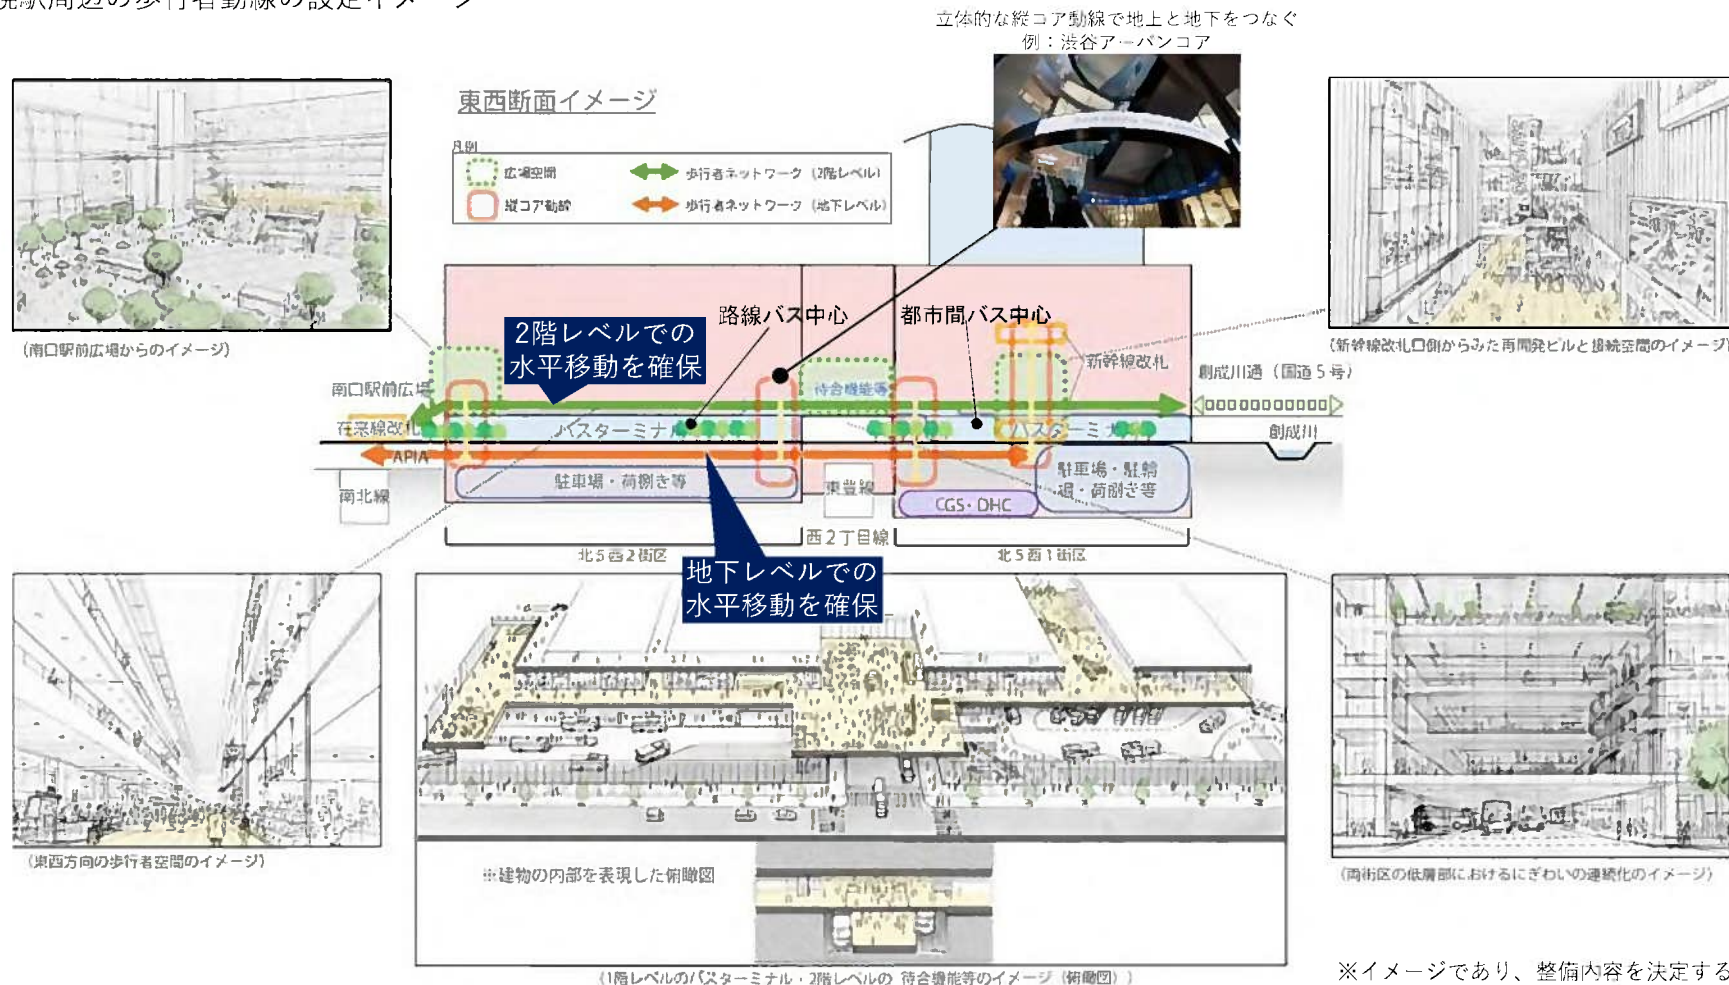 駅周辺の歩行者動線の設定イメージ
立体的な縦コア動線で地上と地下をつなぐ
例：渋谷アーバンコア
東西断面イメージ
凡例
広場空間
歩行者ネットワーク（2階レベル）
縦コア動線
歩行者ネットワーク（地下レベル）
（南口駅前広場からのイメージ）
（新幹線改札口側からみた再開発ビルと接続空間のイメージ）
2階レベルでの
水平移動を確保
路線バス中心
都市間バス中心
新幹線改札
創成川通（国道5号）
南口駅前広場
待合機能等
在来線改札
バスターミナル
バスターミナ
創成川
APIA
南北線
駐車場・荷捌き等
東豊線
CGS・DHC
駐車場・駐輪
場・荷捌き等
西2丁目線
北5西2街区
北5西1街区
地下レベルでの
水平移動を確保
（東西方向の歩行者空間のイメージ）
※建物の内部を表現した俯瞰図
（両街区の低層部におけるにぎわいの連続化のイメージ）
（1階レベルのバスターミナル・2階レベルの 待合機能等のイメージ（俯瞰図））
※イメージであり、整備内容を決定する